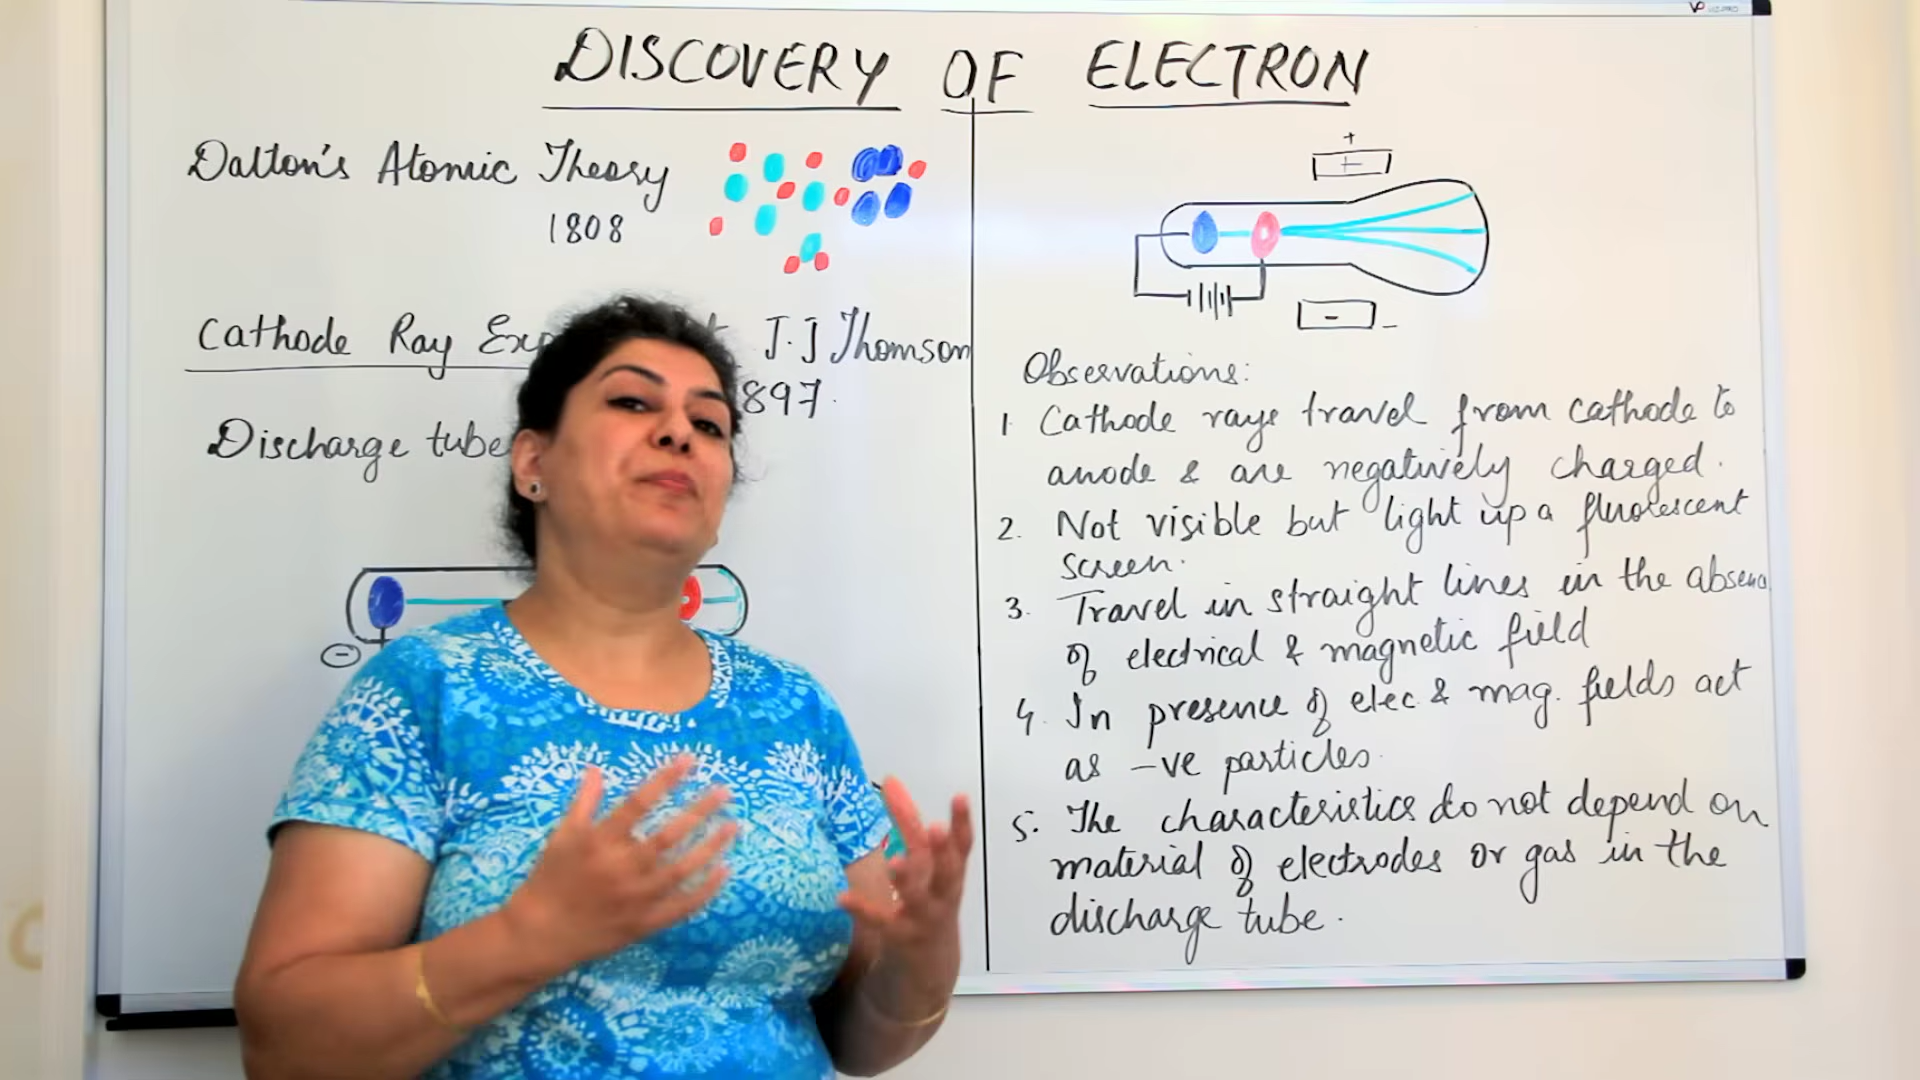 DISCOVERY OF ELECTRON
Dalton's Atomic Theory
1808
Cathode Ray
J.J Thomson
897.
Discharge tube
-
+
+
-
-
Observations:
1. Cathode rays travel from cathode to
anode & are negatively charged.
2. Not visible but light up a fluorescent
screen.
3. Travel in straight lines in the absenc
of electrical & magnetic field
4. In presence of elec & mag. fields act
as -ve particles.
5. The characteristics do not depend on
material of electrodes or gas in the
discharge tube.